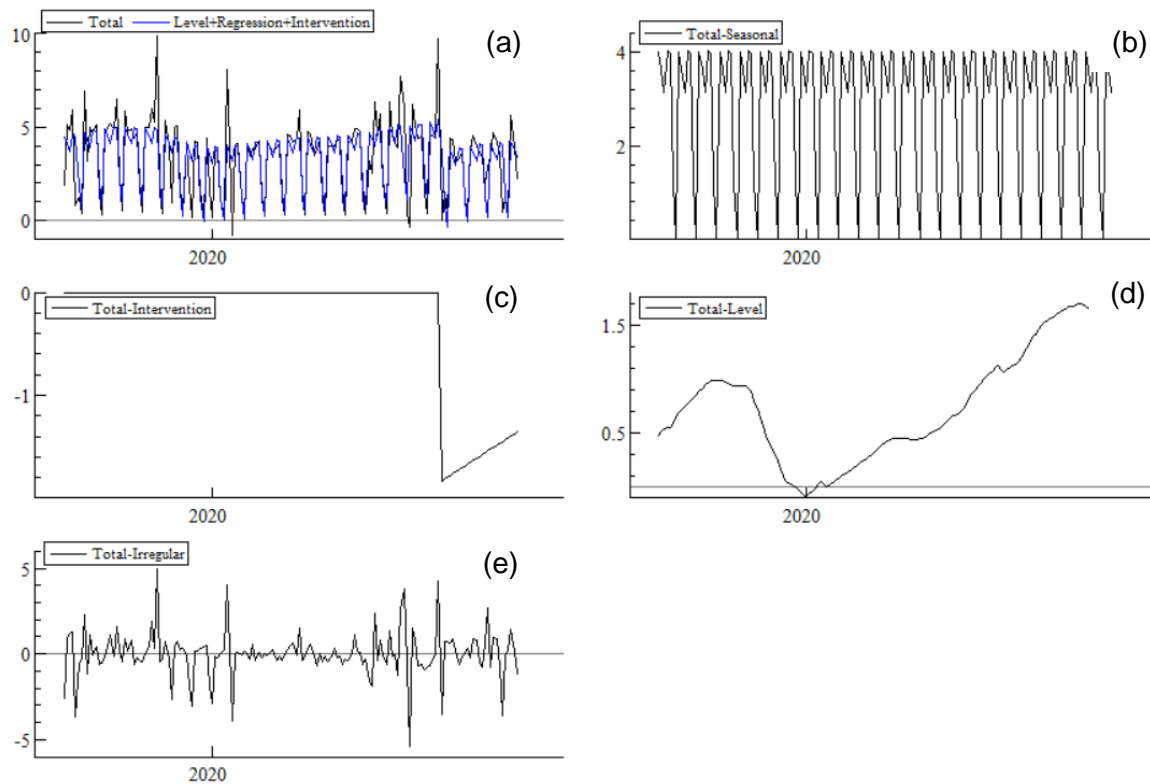 Total Level+Regression+Intervention
(a)
10
5
0
2020
Total-Seasonal
(b)
4
2
2020
0
Total-Intervention
(c)
-1
2020
Total-Level
(d)
1.5
0.5
2020
Total-Irregular
(e)
5
0
-5
2020